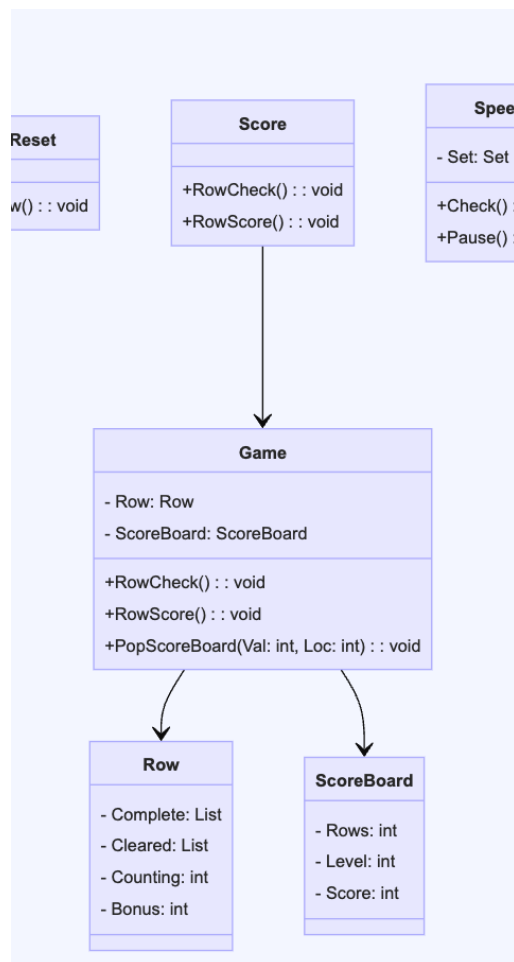 Reset
w() : : void
Score
+RowCheck() : : void
+RowScore() : : void
Spee
- Set: Set
+Check() :
+Pause() :
Game
- Row: Row
- ScoreBoard: ScoreBoard
+RowCheck() : : void
+RowScore() : : void
+PopScoreBoard(Val: int, Loc: int) : : void
Row
- Complete: List
- Cleared: List
- Counting: int
- Bonus: int
ScoreBoard
- Rows: int
- Level: int
- Score: int